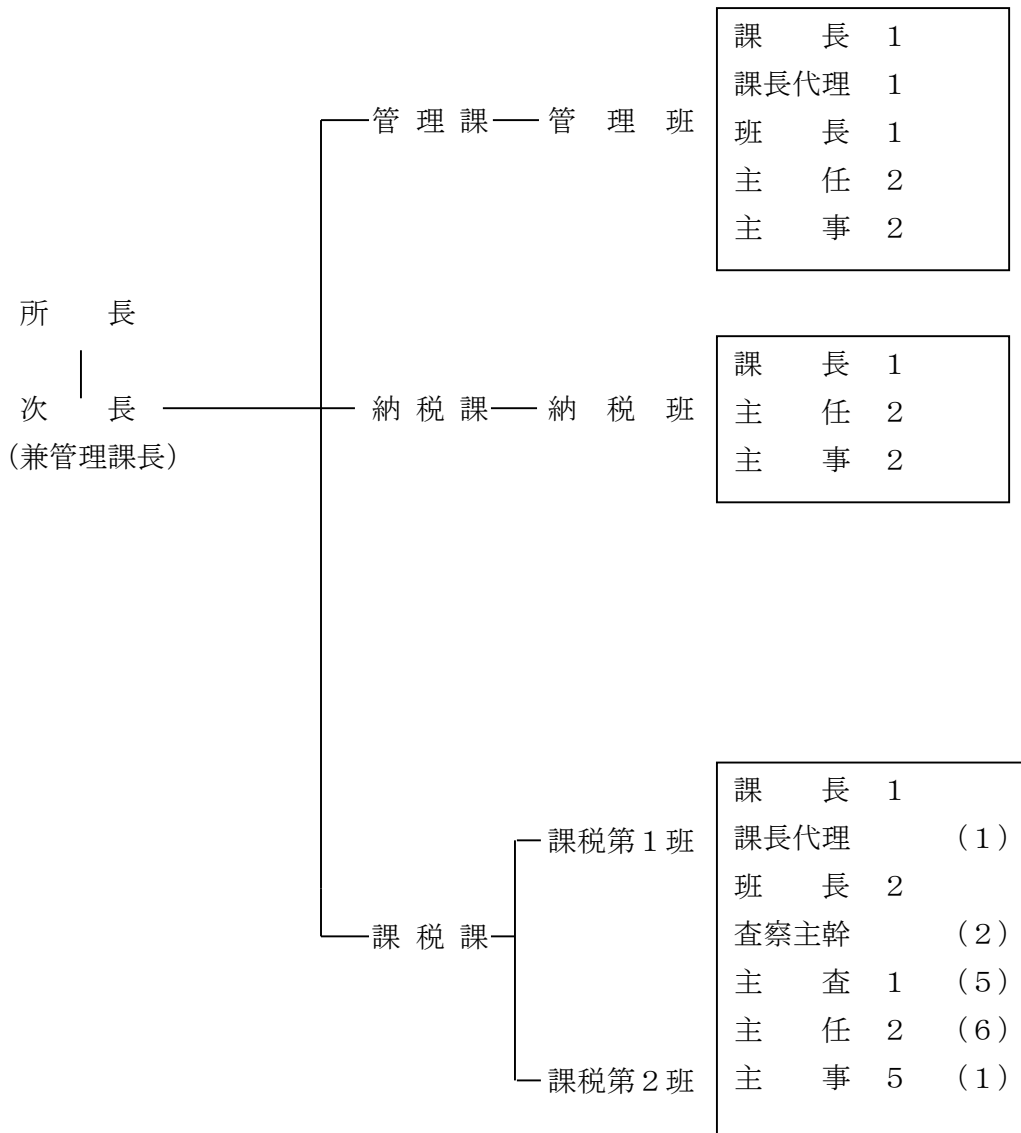 所　　長
次　　長
（兼管理課長）
管 理 課
管　理　班
課　　長　１
課長代理　１
班　　長　１
主　　任　２
主　　事　２
納 税 課
納　税　班
課　　長　１
主　　任　２
主　　事　２
課 税 課
課税第１班
課税第２班
課　　長　１
課長代理　　　（１）
班　　長　２
査察主幹　　　（２）
主　　査　１　（５）
主　　任　２　（６）
主　　事　５　（１）